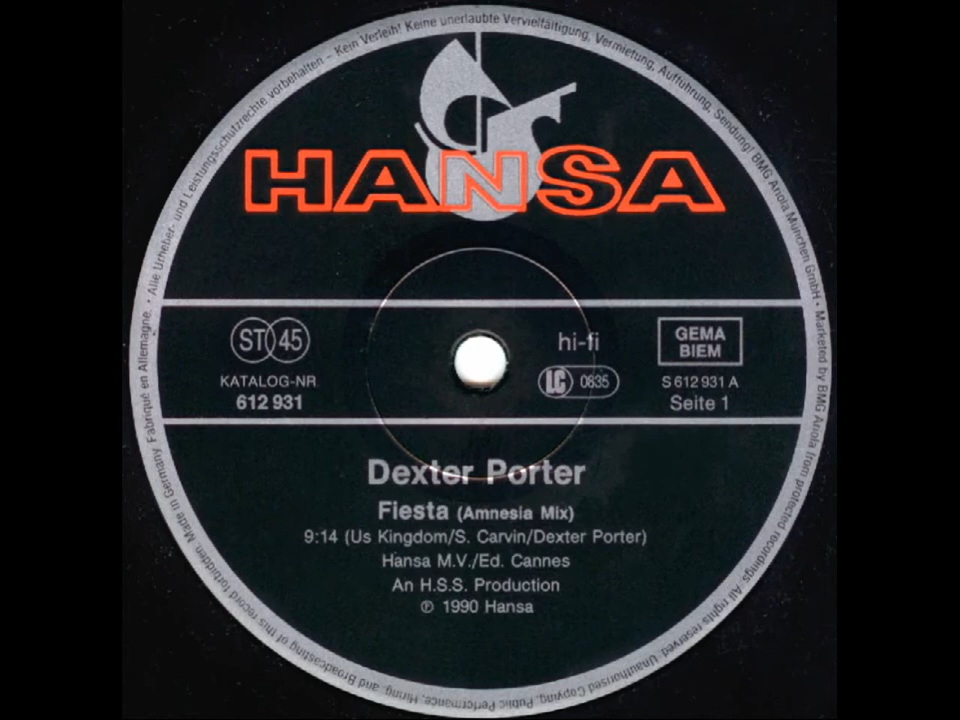 Alle Urheber- und Leistungsschutzrechte vorbehalten – Kein Verleih! Keine unerlaubte Vervielfältigung, Vermietung, Aufführung, Sendung! BMG Ariola München GmbH • Marketed by BMG Ariola from protected recordings. All rights reserved. Unauthorised Copying, Public Performance, Hiring, and Broadcasting of this record forbidden. Made in Germany. Fabriqué en Allemagne. •
HANSA
ST 45
hi-fi
GEMA
BIEM
KATALOG-NR
LC 0835
S 612 931 A
612 931
Seite 1
Dexter Porter
Fiesta (Amnesia Mix)
9:14 (Us Kingdom/S. Carvin/Dexter Porter)
Hansa M.V./Ed. Cannes
An H.S.S. Production
℗ 1990 Hansa